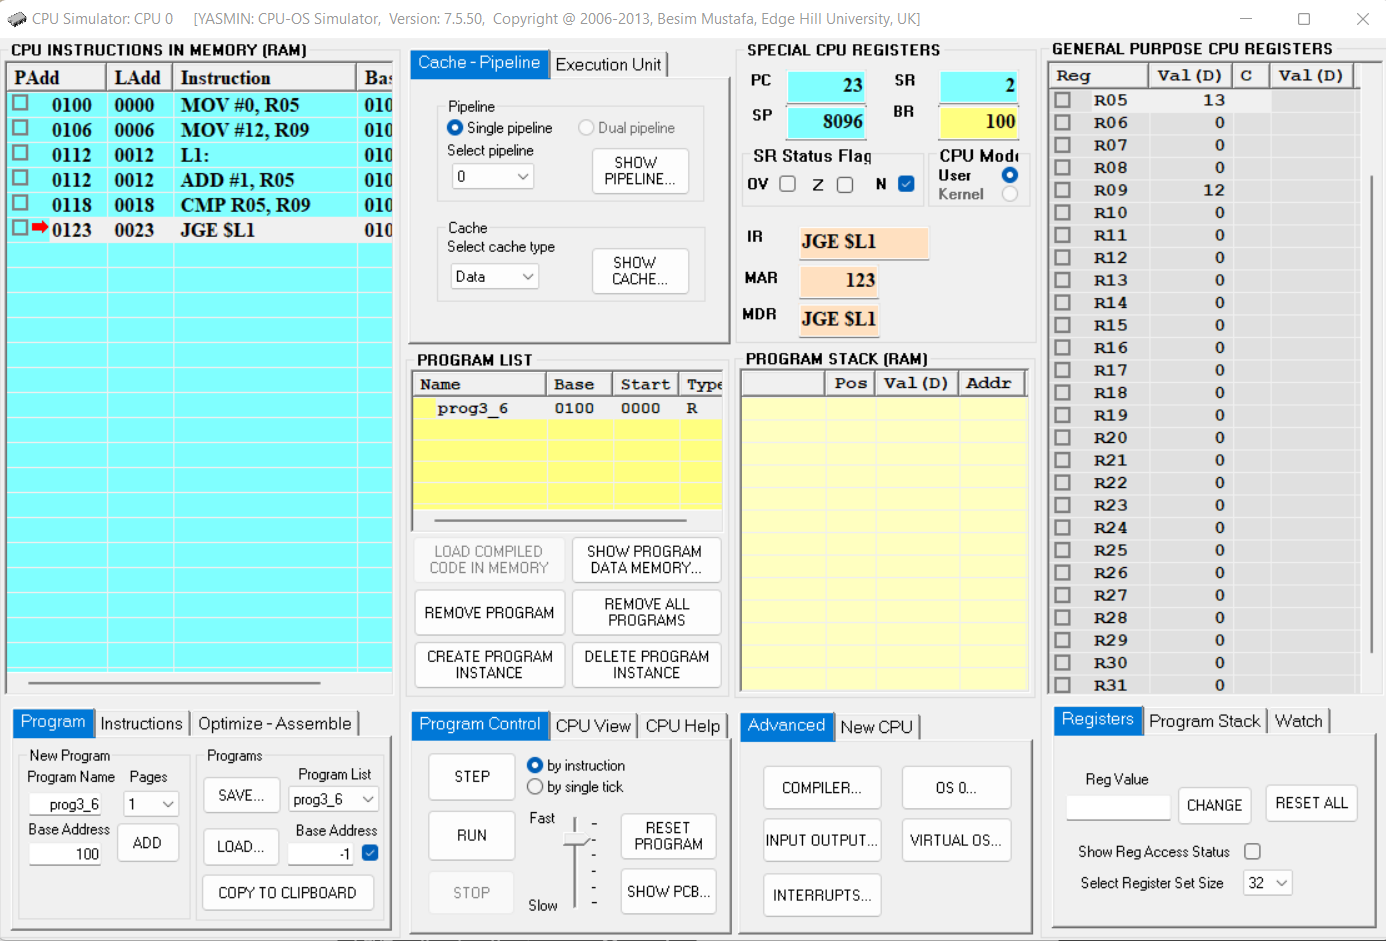 CPU Simulator: CPU 0 [YASMIN: CPU-OS Simulator, Version: 7.5.50, Copyright @ 2006-2013, Besim Mustafa, Edge Hill University, UK]
CPU INSTRUCTIONS IN MEMORY (RAM)
PAdd LAdd Instruction Bas
0100 0000 MOV #0, R05 010
0106 0006 MOV #12, R09 010
0112 0012 L1: 010
0112 0012 ADD #1, R05 010
0118 0018 CMP R05, R09 010
0123 0023 JGE $L1 010
Cache - Pipeline Execution Unit
Pipeline
Single pipeline Dual pipeline
Select pipeline
0
SHOW
PIPELINE...
Cache
Select cache type
Data
SHOW
CACHE...
SPECIAL CPU REGISTERS
PC 23 SR 2
SP 8096 BR 100
SR Status Flag
OV Z N
CPU Mode
User
Kernel
IR JGE $L1
MAR 123
MDR JGE $L1
GENERAL PURPOSE CPU REGISTERS
Reg Val (D) C Val (D)
R05 13
R06 0
R07 0
R08 0
R09 12
R10 0
R11 0
R12 0
R13 0
R14 0
R15 0
R16 0
R17 0
R18 0
R19 0
R20 0
R21 0
R22 0
R23 0
R24 0
R25 0
R26 0
R27 0
R28 0
R29 0
R30 0
R31 0
PROGRAM LIST
Name Base Start Type
prog3_6 0100 0000 R
LOAD COMPILED
CODE IN MEMORY
SHOW PROGRAM
DATA MEMORY...
REMOVE PROGRAM
REMOVE ALL
PROGRAMS
CREATE PROGRAM
INSTANCE
DELETE PROGRAM
INSTANCE
PROGRAM STACK (RAM)
Pos Val (D) Addr
Program Instructions Optimize - Assemble
New Program
Program Name Pages
prog3_6 1
Base Address
100
ADD
Programs
SAVE...
Program List
prog3_6
LOAD...
Base Address
-1
COPY TO CLIPBOARD
Program Control CPU View CPU Help
STEP
by instruction
by single tick
RUN
STOP
Fast
Slow
RESET
PROGRAM
SHOW PCB...
Advanced New CPU
COMPILER... OS 0...
INPUT OUTPUT... VIRTUAL OS...
INTERRUPTS...
Registers Program Stack Watch
Reg Value
CHANGE
RESET ALL
Show Reg Access Status
Select Register Set Size 32